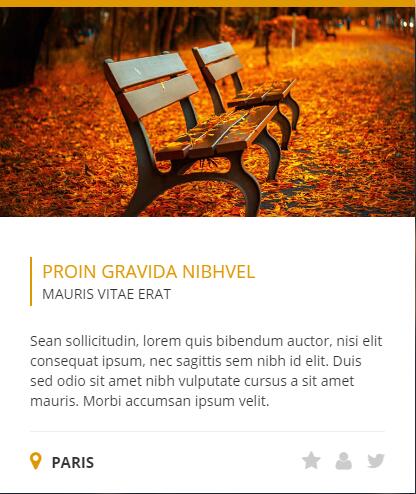 PROIN GRAVIDA NIBHVEL
MAURIS VITAE ERAT
Sean sollicitudin, lorem quis bibendum auctor, nisi elit
consequat ipsum, nec sagittis sem nibh id elit. Duis
sed odio sit amet nibh vulputate cursus a sit amet
mauris. Morbi accumsan ipsum velit.
PARIS